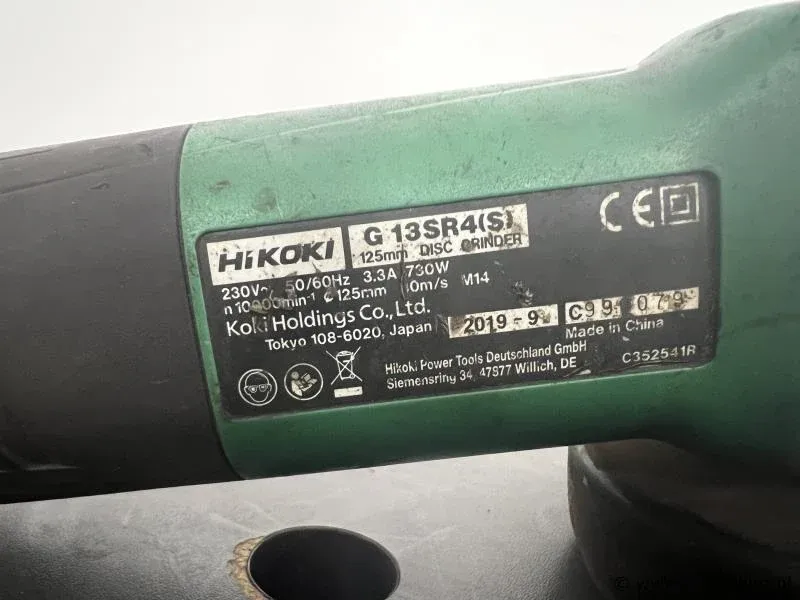 HiKOKI
G 13SR4(S)
125mm DISC GRINDER
230V 50/60Hz 3.3A 730W
125mm M14
Koki Holdings Co., Ltd.
Tokyo 108-6020, Japan
2019 - 9
Made in China
Hikoki Power Tools Deutschland GmbH
Siemensring 34, 47877 Willich, DE
C352541R
CE